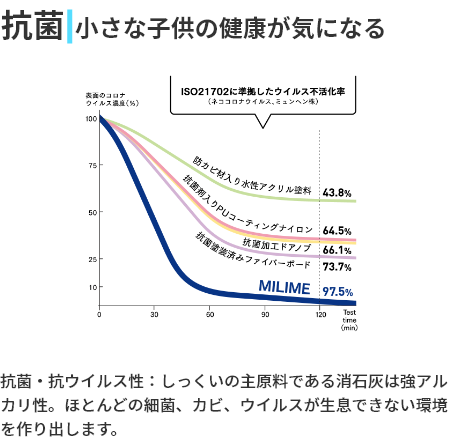 抗菌 小さな子供の健康が気になる
ISO21702に準拠したウイルス不活化率
（ネココロナウイルス、ミュンヘン株）
表面のコロナ
ウイルス濃度(%)
100
75
50
25
10
防カビ材入り水性アクリル塗料 43.8%
抗菌剤入りPUコーティングナイロン 64.5%
抗菌加工ドアノブ 66.1%
抗菌塗装済みファイバーボード 73.7%
MILIME 97.5%
0 30 60 90 120 Test
time
(min)
抗菌・抗ウイルス性：しっくいの主原料である消石灰は強アル
カリ性。ほとんどの細菌、カビ、ウイルスが生息できない環境
を作り出します。